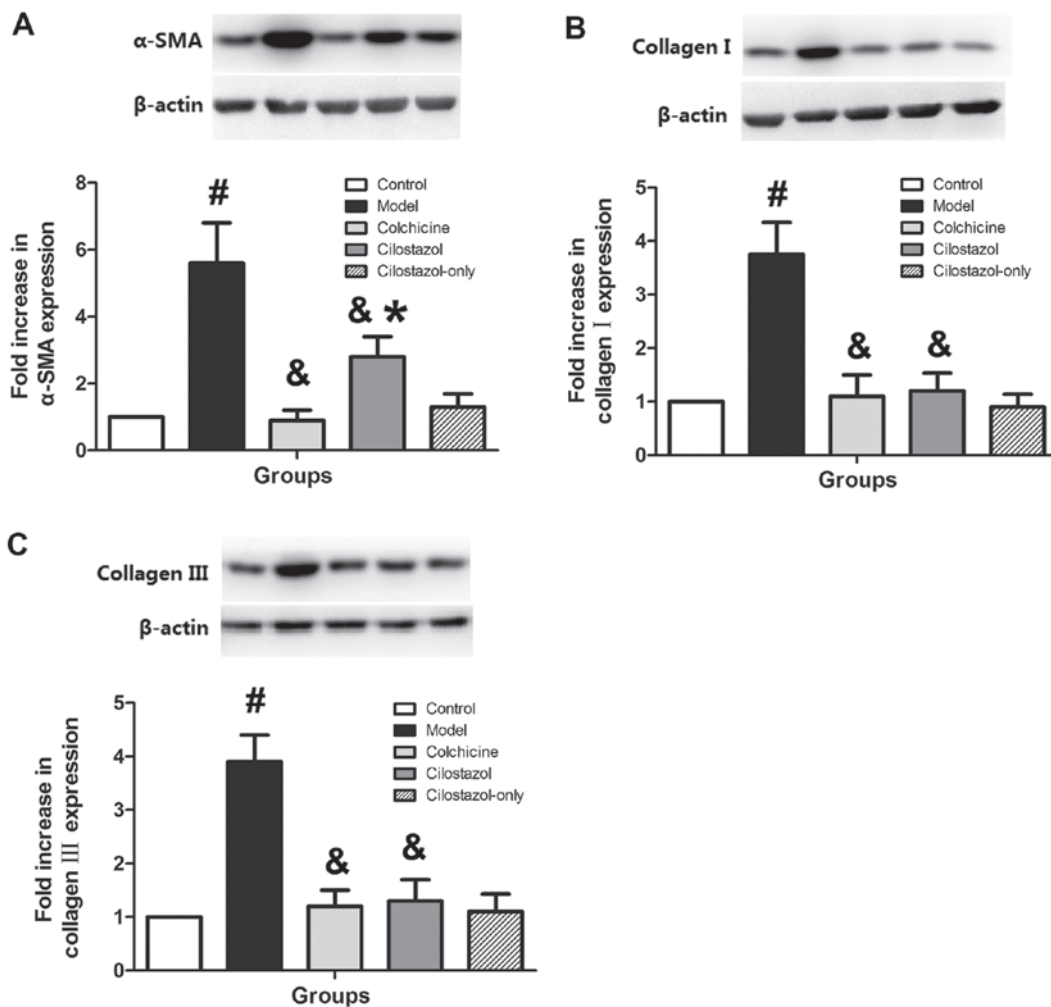 A
α-SMA
β-actin
Fold increase in
α-SMA expression
8
6
4
2
0
#
&
& *
Control
Model
Colchicine
Cilostazol
Cilostazol-only
Groups
B
Collagen Ⅰ
β-actin
Fold increase in
collagen Ⅰ expression
5
4
3
2
1
0
#
&
&
Control
Model
Colchicine
Cilostazol
Cilostazol-only
Groups
C
Collagen Ⅲ
β-actin
Fold increase in
collagen Ⅲ expression
5
4
3
2
1
0
#
&
&
Control
Model
Colchicine
Cilostazol
Cilostazol-only
Groups